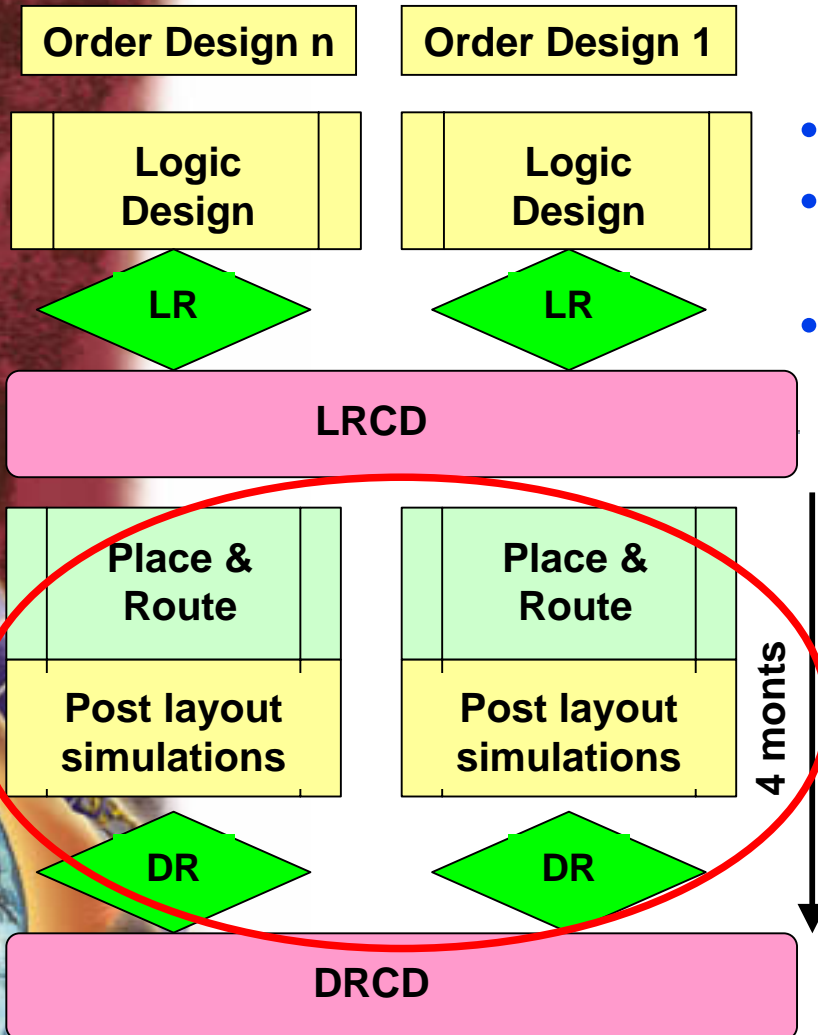 Order Design n
Order Design 1
Logic
Design
Logic
Design
LR
LR
LRCD
Place &
Route
Place &
Route
Post layout
simulations
Post layout
simulations
4 monts
DR
DR
DRCD